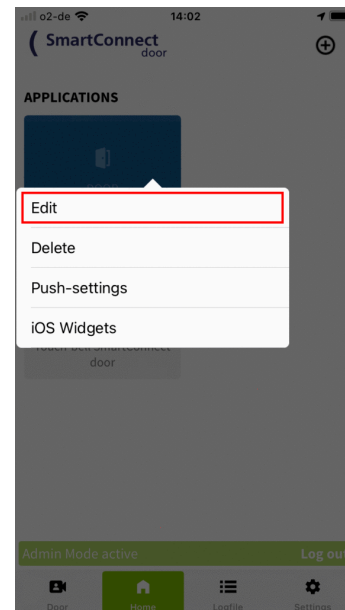 o2-de 14:02
SmartConnect
door
APPLICATIONS
Edit
Delete
Push-settings
iOS Widgets
door
Admin Mode active Log out
Door Home Logfile Settings